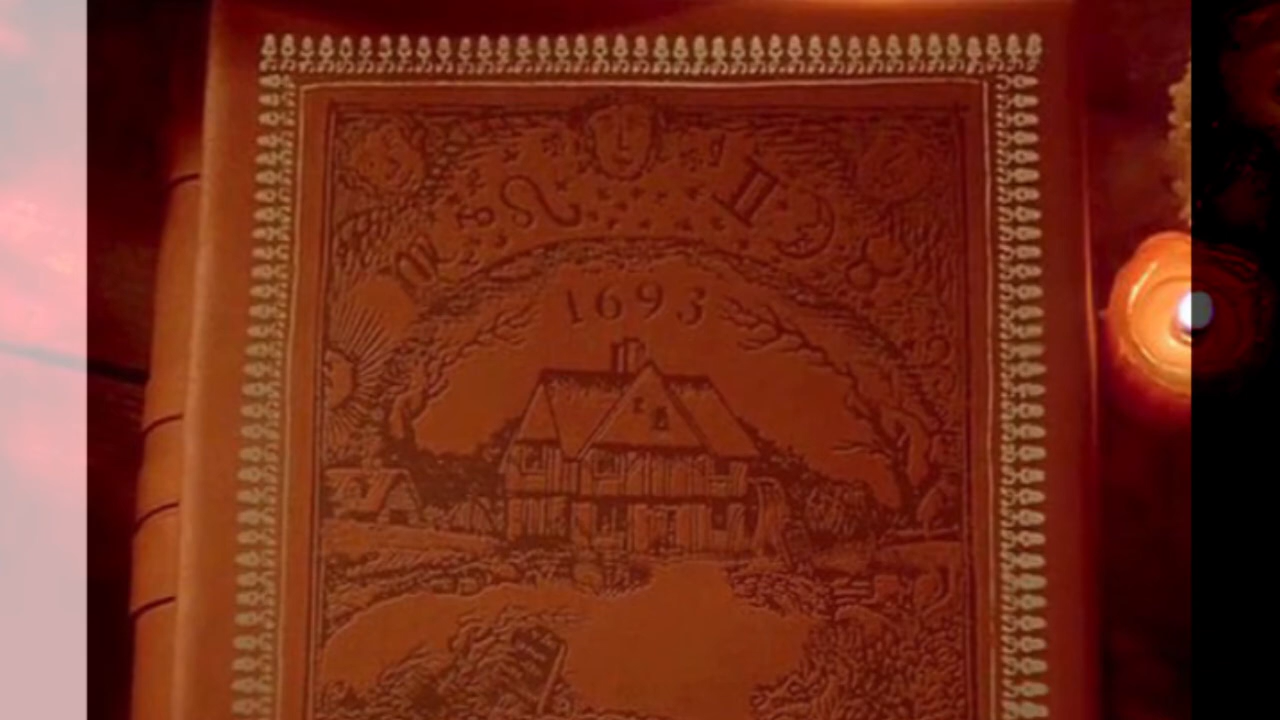 ♏ ♉ ♌ ♊ ☾ ♉
1693